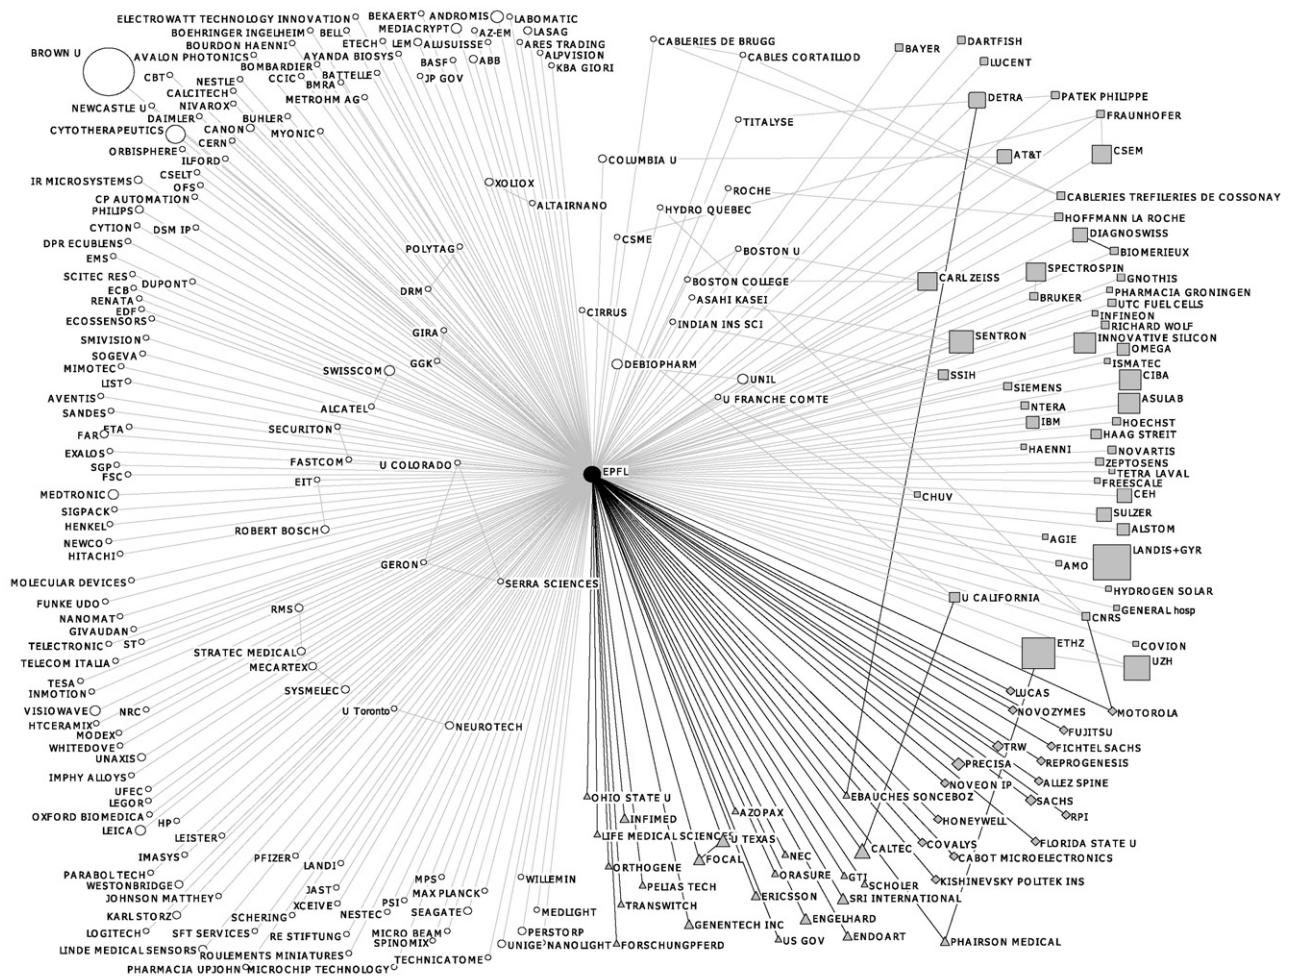 ELECTROWATT TECHNOLOGY INNOVATION
BEKAERT
ANDROMIS
LABOMATIC
BOEHRINGER INGELHEIM
BELL
MEDIACRYPT
AZ-EM
LASAG
BOURDON HAENNI
ETECH
LEM
ALUSUISSE
ARES TRADING
BROWN U
AVALON PHOTONICS
AYANDA BIOSYS
BASF
ABB
ALPVISION
BOMBARDIER
KBA GIORI
CBT
NESTLE
CCIC
BATTELLE
JP GOV
BMRA
CALCITECH
METROHM AG
NEWCASTLE U
NIVAROX
DAIMLER
BUHLER
CYTOTHERAPEUTICS
CANON
MYONIC
CERN
ORBISPHERE
ILFORD
CSELT
IR MICROSYSTEMS
OFS
CP AUTOMATION
PHILIPS
CYTION
DSM IP
DPR ECUBLENS
EMS
SCITEC RES
DUPONT
ECB
RENATA
EDF
ECOSSENSORS
SMIVISION
SOGEVA
MIMOTEC
LIST
AVENTIS
SANDES
ETA
FAR
EXALOS
SGP
FSC
MEDTRONIC
SIGPACK
HENKEL
NEWCO
HITACHI
MOLECULAR DEVICES
FUNKE UDO
NANOMAT
GIVAUDAN
TELECTRONIC
ST
TELECOM ITALIA
TESA
INMOTION
VISIOWAVE
NRC
HTCERAMIX
MODEX
WHITEDOVE
UNAXIS
IMPHY ALLOYS
UFEC
LEGOR
OXFORD BIOMEDICA
HP
LEICA
LEISTER
IMASYS
PARABOL TECH
WESTONBRIDGE
JOHNSON MATTHEY
KARL STORZ
LOGITECH
LINDE MEDICAL SENSORS
PHARMACIA UPJOHN
PFIZER
LANDI
JAST
XCEIVE
SCHERING
SFT SERVICES
RE STIFTUNG
ROULEMENTS MINIATURES
MICROCHIP TECHNOLOGY
MPS
MAX PLANCK
PSI
NESTEC
SEAGATE
MICRO BEAM
SPINOMIX
TECHNICATOME
WILLEMIN
MEDLIGHT
PERSTORP
UNIGE
NANOLIGHT
FORSCHUNGPFERD
POLYTAG
DRM
GIRA
GGK
SWISSCOM
ALCATEL
SECURITON
FASTCOM
U COLORADO
EIT
ROBERT BOSCH
GERON
SERRA SCIENCES
RMS
STRATEC MEDICAL
MECARTEX
SYSMELEC
U Toronto
NEUROTECH
XOLIOX
ALTAIRNANO
EPFL
CABLERIES DE BRUGG
CABLES CORTAILLOD
TITALYSE
COLUMBIA U
ROCHE
HYDRO QUEBEC
CSME
BOSTON U
BOSTON COLLEGE
ASAHI KASEI
CIRRUS
INDIAN INS SCI
DEBIOPHARM
UNIL
U FRANCHE COMTE
DARTFISH
BAYER
LUCENT
DETRA
PATEK PHILIPPE
FRAUNHOFER
AT&T
CSEM
CABLERIES TREFILERIES DE COSSONAY
HOFFMANN LA ROCHE
DIAGNOSWISS
BIOMERIEUX
CARL ZEISS
SPECTROSPIN
GNOTHIS
PHARMACIA GRONINGEN
BRUKER
UTC FUEL CELLS
INFINEON
RICHARD WOLF
SENTRON
INNOVATIVE SILICON
OMEGA
ISMATEC
SSIH
CIBA
SIEMENS
ASULAB
NTERA
IBM
HOECHST
HAAG STREIT
HAENNI
NOVARTIS
ZEPTOSENS
TETRA LAVAL
FREESCALE
CHUV
CEH
SULZER
ALSTOM
AGIE
LANDIS+GYR
AMO
HYDROGEN SOLAR
U CALIFORNIA
GENERAL hosp
CNRS
ETHZ
COVION
UZH
LUCAS
NOVOZYMES
MOTOROLA
FUJITSU
TRW
FICHTEL SACHS
PRECISA
REPROGENESIS
NOVEON IP
ALLEZ SPINE
SACHS
RPI
EBAUCHES SONCEBOZ
HONEYWELL
OHIO STATE U
AZOPAX
INFIMED
LIFE MEDICAL SCIENCES
U TEXAS
CALTEC
COVALYS
FLORIDA STATE U
CABOT MICROELECTRONICS
FOCAL
NEC
ORTHOGENE
ORASURE
GTI
SCHOLER
KISHINEVSKY POLITEK INS
PELIAS TECH
ERICSSON
SRI INTERNATIONAL
TRANSWITCH
GENENTECH INC
ENGELHARD
US GOV
ENDOART
PHAIRSON MEDICAL